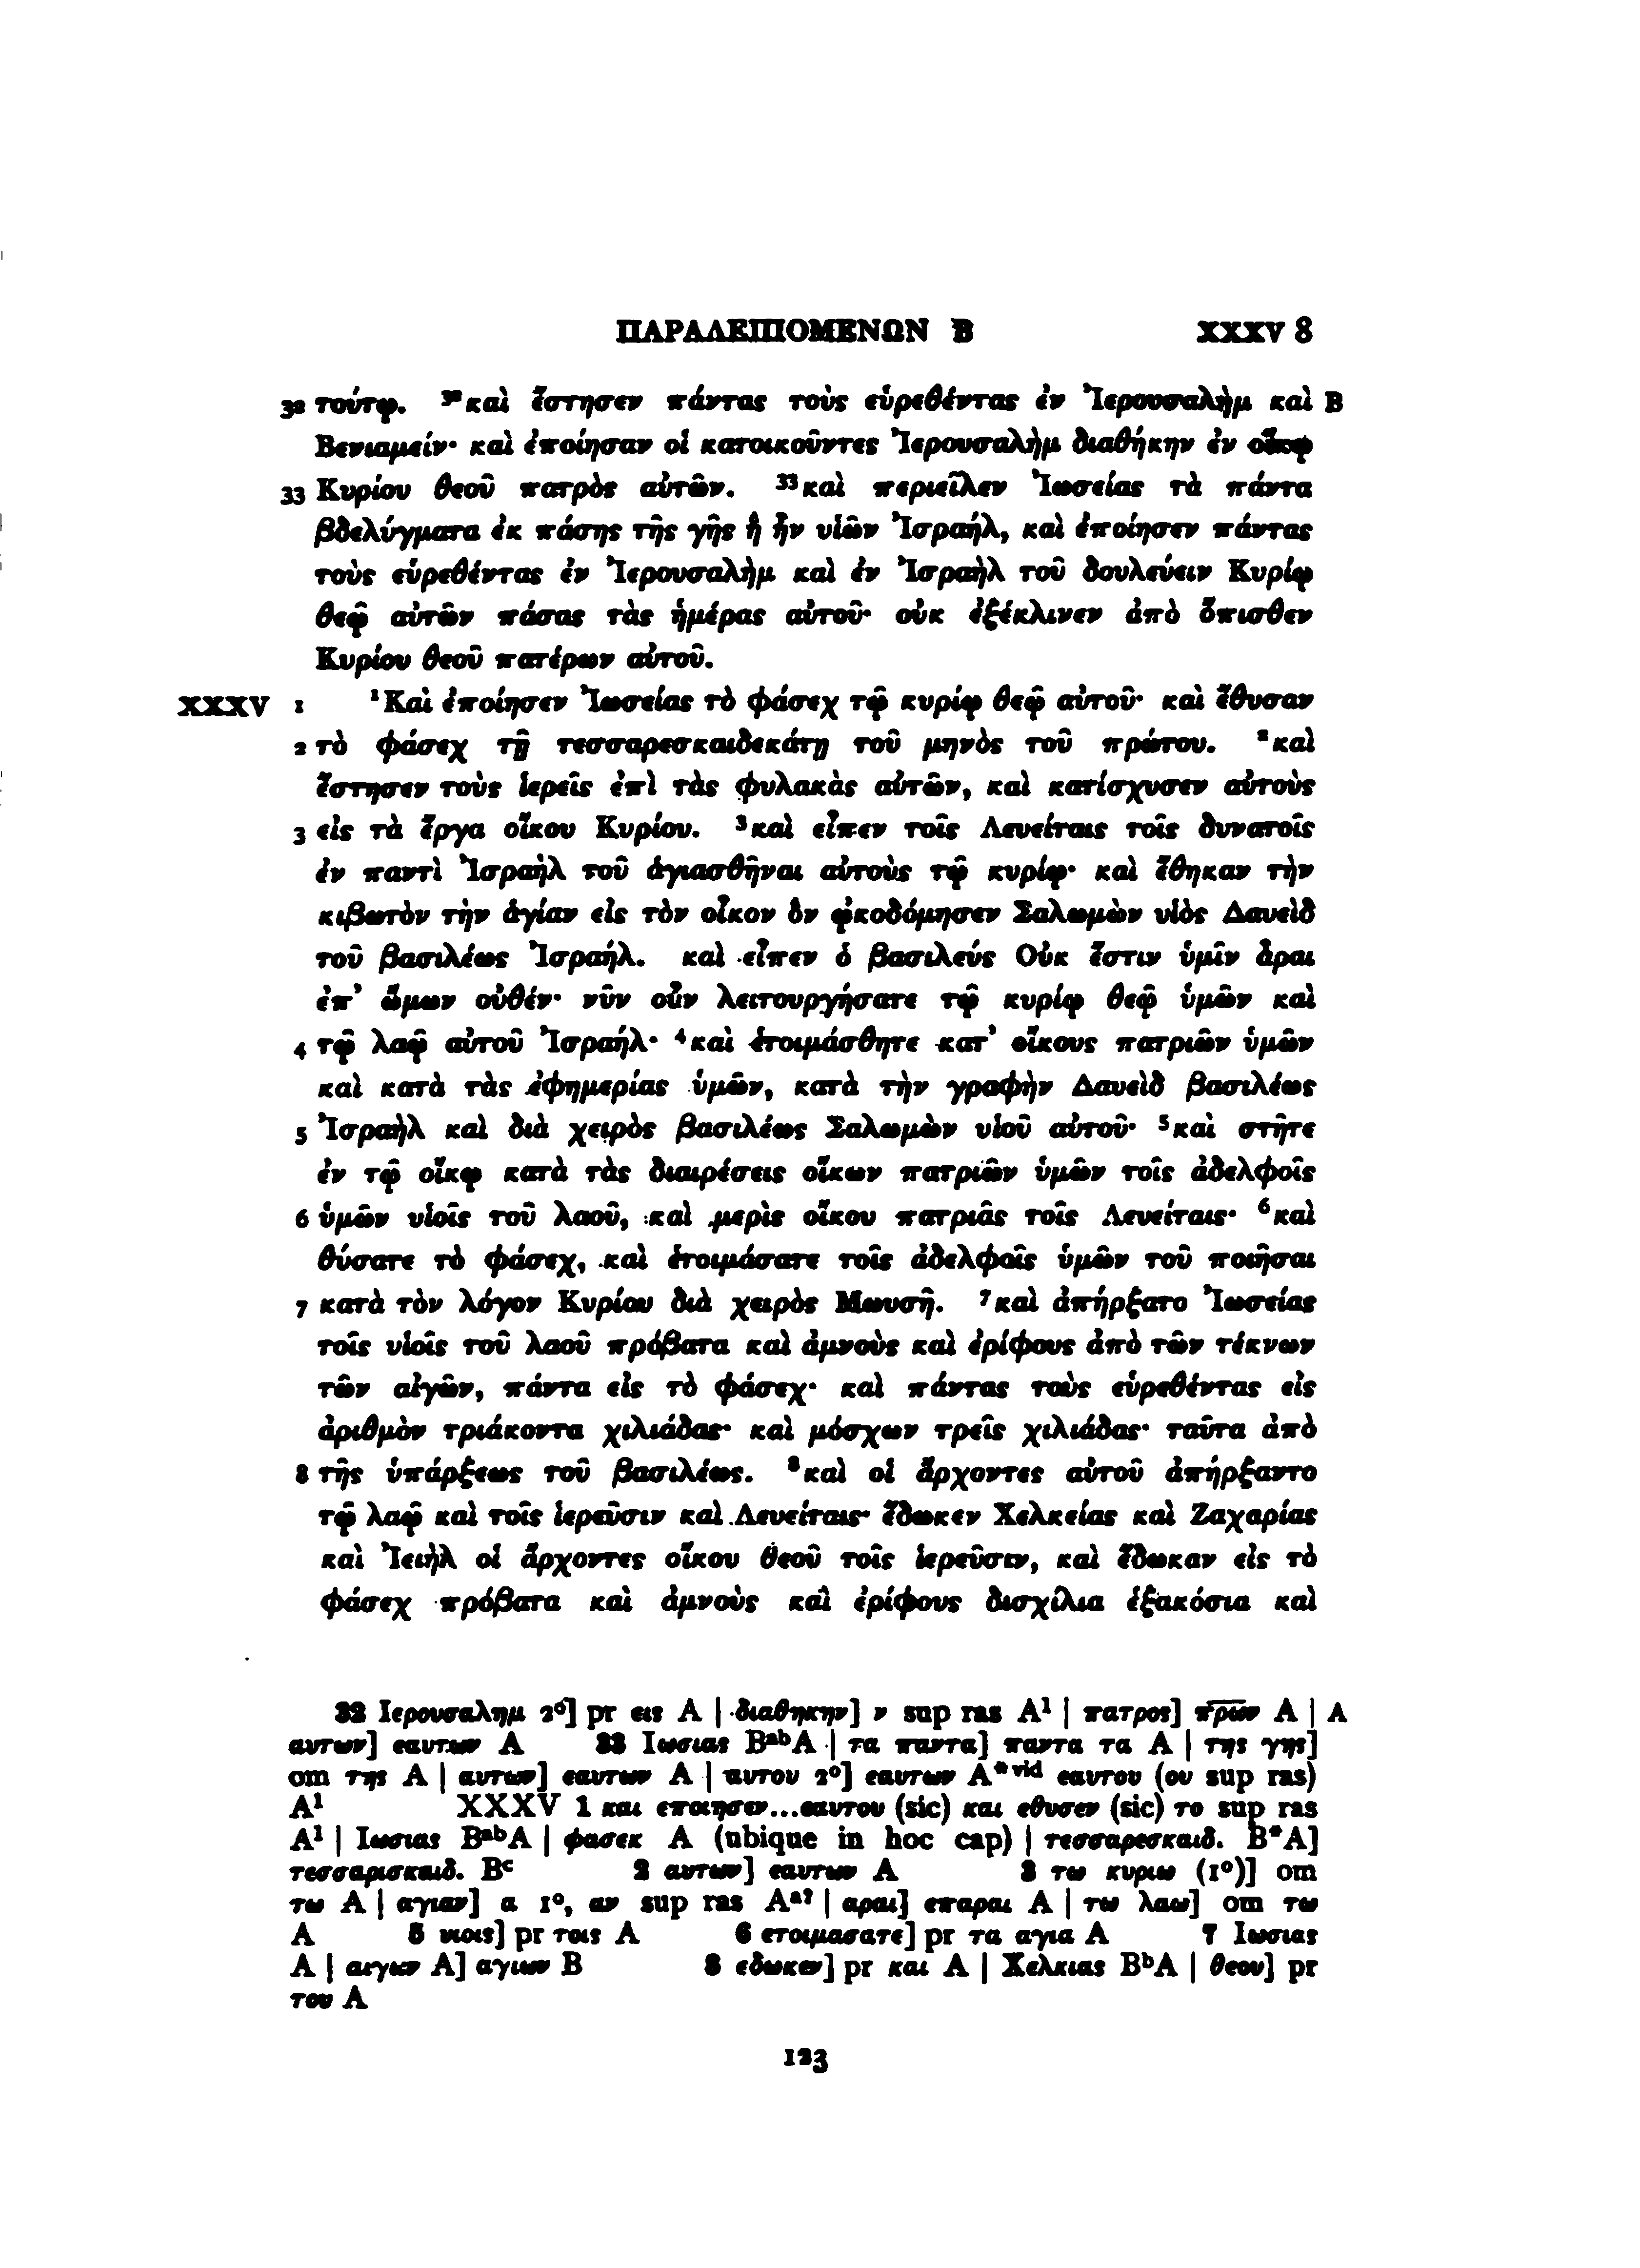 ΠΑΡΑΛΕΙΠΟΜΕΝΩΝ Β XXXV 8
32 τούτῳ. ³²καὶ ἔστησεν πάντας τοὺς εὑρεθέντας ἐν Ἰερουσαλὴμ καὶ B
Βενιαμείν· καὶ ἐποίησαν οἱ κατοικοῦντες Ἰερουσαλὴμ διαθήκην ἐν οἴκῳ
33 Κυρίου θεοῦ πατρὸς αὐτῶν. ³³καὶ περιεῖλεν Ἰωσείας τὰ πάντα
βδελύγματα ἐκ πάσης τῆς γῆς ἣ ἦν υἱῶν Ἰσραήλ, καὶ ἐποίησεν πάντας
τοὺς εὑρεθέντας ἐν Ἰερουσαλὴμ καὶ ἐν Ἰσραὴλ τοῦ δουλεύειν Κυρίῳ
θεῷ αὐτῶν πάσας τὰς ἡμέρας αὐτοῦ· οὐκ ἐξέκλινεν ἀπὸ ὄπισθεν
Κυρίου θεοῦ πατέρων αὐτοῦ.
XXXV 1 ¹Καὶ ἐποίησεν Ἰωσείας τὸ φάσεχ τῷ κυρίῳ θεῷ αὐτοῦ· καὶ ἔθυσαν
2 τὸ φάσεχ τῇ τεσσαρεσκαιδεκάτῃ τοῦ μηνὸς τοῦ πρώτου. ²καὶ
ἔστησεν τοὺς ἱερεῖς ἐπὶ τὰς φυλακὰς αὐτῶν, καὶ κατίσχυσεν αὐτοὺς
3 εἰς τὰ ἔργα οἴκου Κυρίου. ³καὶ εἶπεν τοῖς Λευείταις τοῖς δυνατοῖς
ἐν παντὶ Ἰσραὴλ τοῦ ἁγιασθῆναι αὐτοὺς τῷ κυρίῳ· καὶ ἔθηκαν τὴν
κιβωτὸν τὴν ἁγίαν εἰς τὸν οἶκον ὃν ᾠκοδόμησεν Σαλωμὼν υἱὸς Δαυεὶδ
τοῦ βασιλέως Ἰσραήλ. καὶ εἶπεν ὁ βασιλεύς Οὐκ ἔστιν ὑμῖν ἆραι
ἐπ’ ὤμων οὐθέν· νῦν οὖν λειτουργήσατε τῷ κυρίῳ θεῷ ὑμῶν καὶ
4 τῷ λαῷ αὐτοῦ Ἰσραήλ· ⁴καὶ ἑτοιμάσθητε κατ’ οἴκους πατριῶν ὑμῶν
καὶ κατὰ τὰς ἐφημερίας ὑμῶν, κατὰ τὴν γραφὴν Δαυεὶδ βασιλέως
5 Ἰσραὴλ καὶ διὰ χειρὸς βασιλέως Σαλωμὼν υἱοῦ αὐτοῦ· ⁵καὶ στῆτε
ἐν τῷ οἴκῳ κατὰ τὰς διαιρέσεις οἴκων πατριῶν ὑμῶν τοῖς ἀδελφοῖς
6 ὑμῶν υἱοῖς τοῦ λαοῦ, καὶ μερὶς οἴκου πατριᾶς τοῖς Λευείταις· ⁶καὶ
θύσατε τὸ φάσεχ, καὶ ἑτοιμάσατε τοῖς ἀδελφοῖς ὑμῶν τοῦ ποιῆσαι
7 κατὰ τὸν λόγον Κυρίου διὰ χειρὸς Μωυσῆ. ⁷καὶ ἀπήρξατο Ἰωσείας
τοῖς υἱοῖς τοῦ λαοῦ πρόβατα καὶ ἀμνοὺς καὶ ἐρίφους ἀπὸ τῶν τέκνων
τῶν αἰγῶν, πάντα εἰς τὸ φάσεχ· καὶ πάντας τοὺς εὑρεθέντας εἰς
ἀριθμὸν τριάκοντα χιλιάδας· καὶ μόσχων τρεῖς χιλιάδας· ταῦτα ἀπὸ
8 τῆς ὑπάρξεως τοῦ βασιλέως. ⁸καὶ οἱ ἄρχοντες αὐτοῦ ἀπήρξαντο
τῷ λαῷ καὶ τοῖς ἱερεῦσιν καὶ Λευείταις· ἔδωκεν Χελκείας καὶ Ζαχαρίας
καὶ Ἰειὴλ οἱ ἄρχοντες οἴκου θεοῦ τοῖς ἱερεῦσιν, καὶ ἔδωκαν εἰς τὸ
φάσεχ πρόβατα καὶ ἀμνοὺς καὶ ἐρίφους δισχίλια ἑξακόσια καὶ
32 Ιερουσαλημ 2°] pr εις A | διαθηκην] ν sup ras A¹ | πατρος] π̅ρ̅ω̅ν̅ A | A
αυτων] εαυτων A 33 Ιωσιας BᵃᵇA | τα παντα] παντα τα A | της γης]
om της A | αυτων] εαυτων A | αυτου 2°] εαυτων A*ᵛⁱᵈ εαυτου (ου sup ras)
A¹ XXXV 1 και εποιησεν...εαυτου (sic) και εθυσεν (sic) το sup ras
A¹ | Ιωσιας BᵃᵇA | φασεκ A (ubique in hoc cap) | τεσσαρεσκαιδ. B*A]
τεσσαρισκαιδ. Bᶜ 2 αυτων] εαυτων A 3 τω κυριω (1°)] om
τω A | αγιαν] α 1°, αν sup ras Aᵃ? | αραι] επαραι A | τω λαω] om τω
A 5 υιοις] pr τοις A 6 ετοιμασατε] pr τα αγια A 7 Ιωσιας
A | αιγων A] αγιων B 8 εδωκεν] pr και A | Χελκιας BᵇA | θεου] pr
του A
123